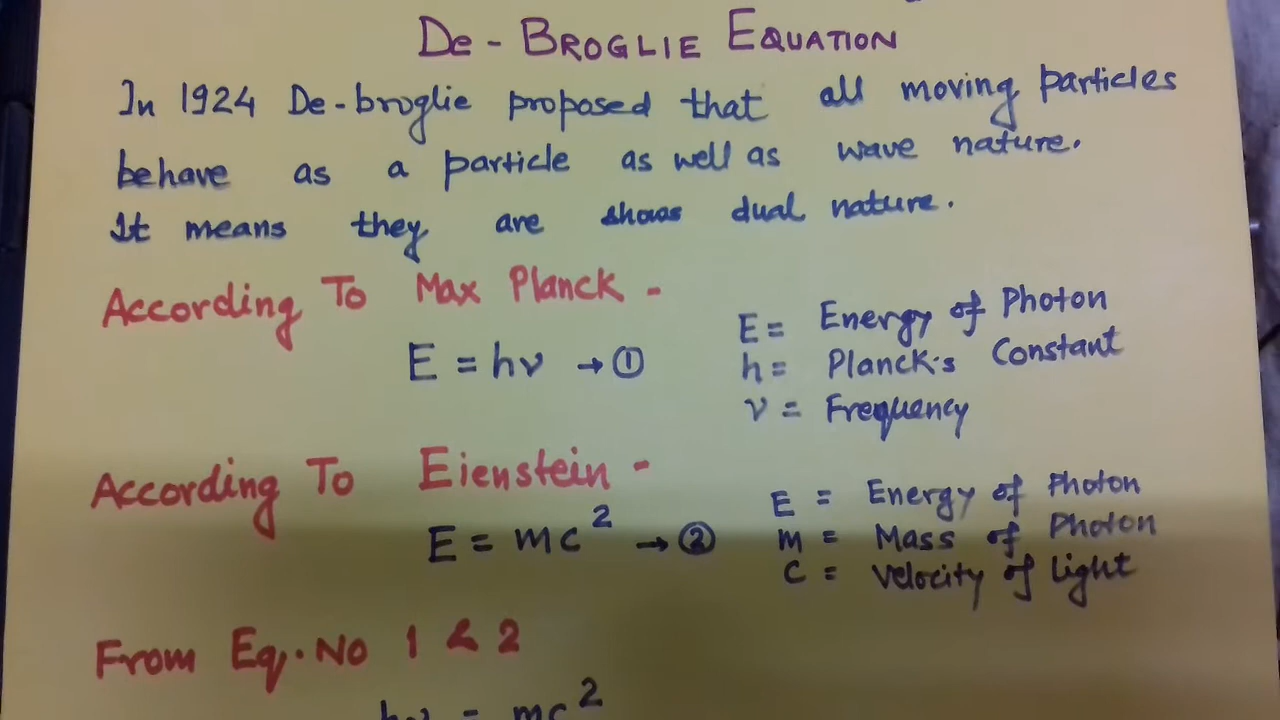 De-BROGLIE EQUATION
In 1924 De-broglie proposed that all moving particles
behave as a particle as well as wave nature.
It means they are shows dual nature.
According To Max Planck -
E = hν → ①
E = Energy of Photon
h = Planck's Constant
ν = Frequency
According To Eienstein -
E = mc² → ②
E = Energy of Photon
m = Mass of Photon
C = Velocity of light
From Eq. No 1 & 2
hν = mc²